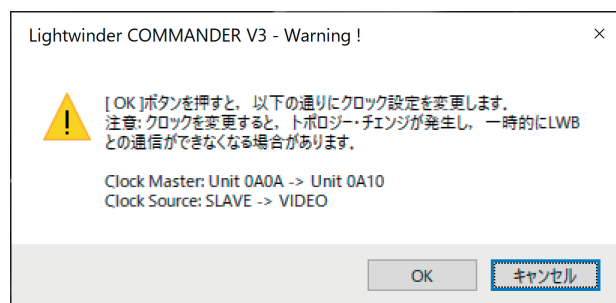 Lightwinder COMMANDER V3 - Warning !
[ OK ]ボタンを押すと， 以下の通りにクロック設定を変更します．
注意: クロックを変更すると， トポロジー・チェンジが発生し， 一時的にLWB
との通信ができなくなる場合があります．
Clock Master: Unit 0A0A -> Unit 0A10
Clock Source: SLAVE -> VIDEO
OK
キャンセル